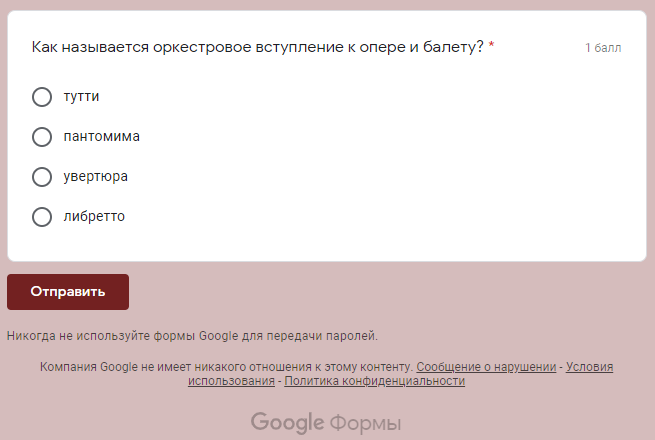 Как называется оркестровое вступление к опере и балету? *
1 балл
тутти
пантомима
увертюра
либретто
Отправить
Никогда не используйте формы Google для передачи паролей.
Компания Google не имеет никакого отношения к этому контенту. Сообщение о нарушении - Условия
использования - Политика конфиденциальности
Google Формы